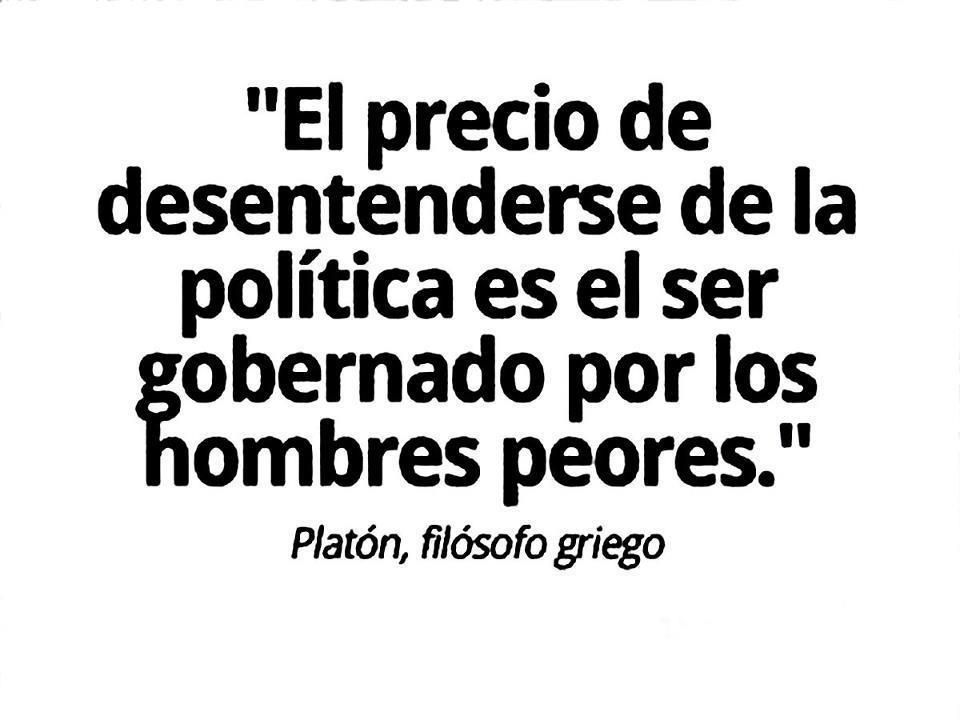 "El precio de
desentenderse de la
política es el ser
gobernado por los
hombres peores."
Platón, filósofo griego